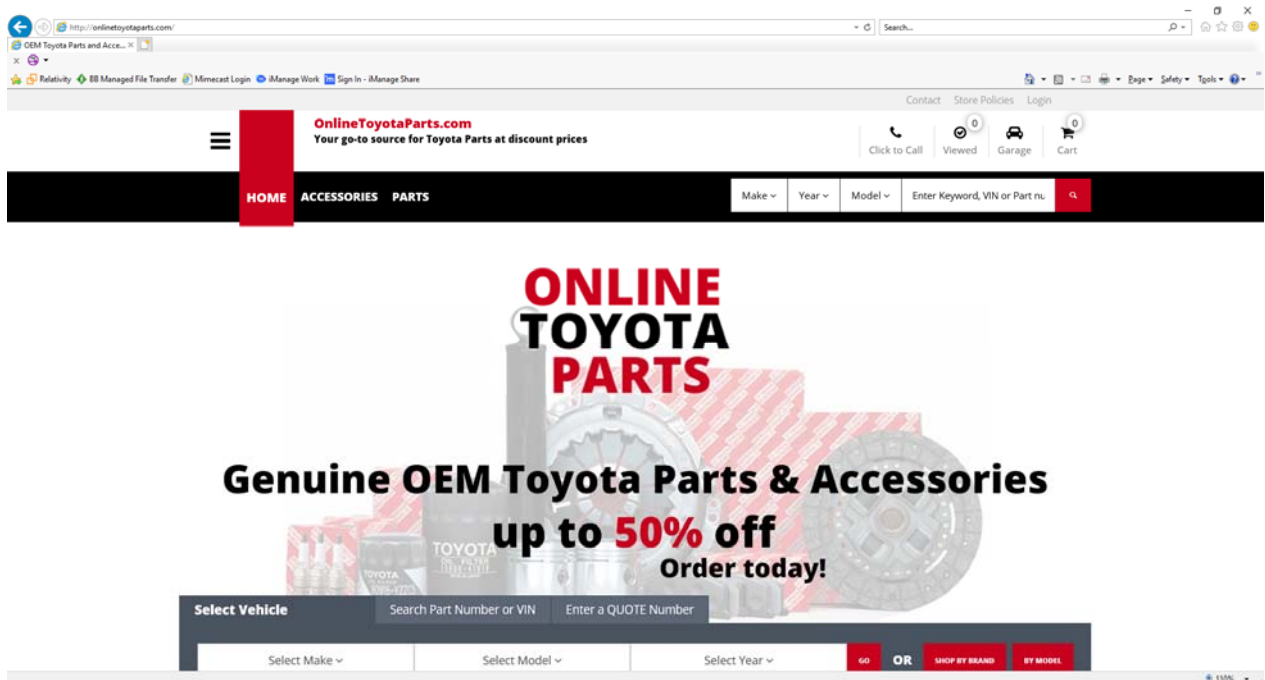 http://onlinetoyotaparts.com/
Search...
OEM Toyota Parts and Acce...
Relativity BB Managed File Transfer Mimecast Login iManage Work Sign In - iManage Share
Page Safety Tools
Contact Store Policies Login
OnlineToyotaParts.com
Your go-to source for Toyota Parts at discount prices
0 0
Click to Call Viewed Garage Cart
HOME ACCESSORIES PARTS
Make Year Model Enter Keyword, VIN or Part nu
ONLINE
TOYOTA
PARTS
Genuine OEM Toyota Parts & Accessories
up to 50% off
Order today!
TOYOTA
OIL FILTER
TOYOTA
Select Vehicle Search Part Number or VIN Enter a QUOTE Number
Select Make Select Model Select Year GO OR SHOP BY BRAND BY MODEL
110%